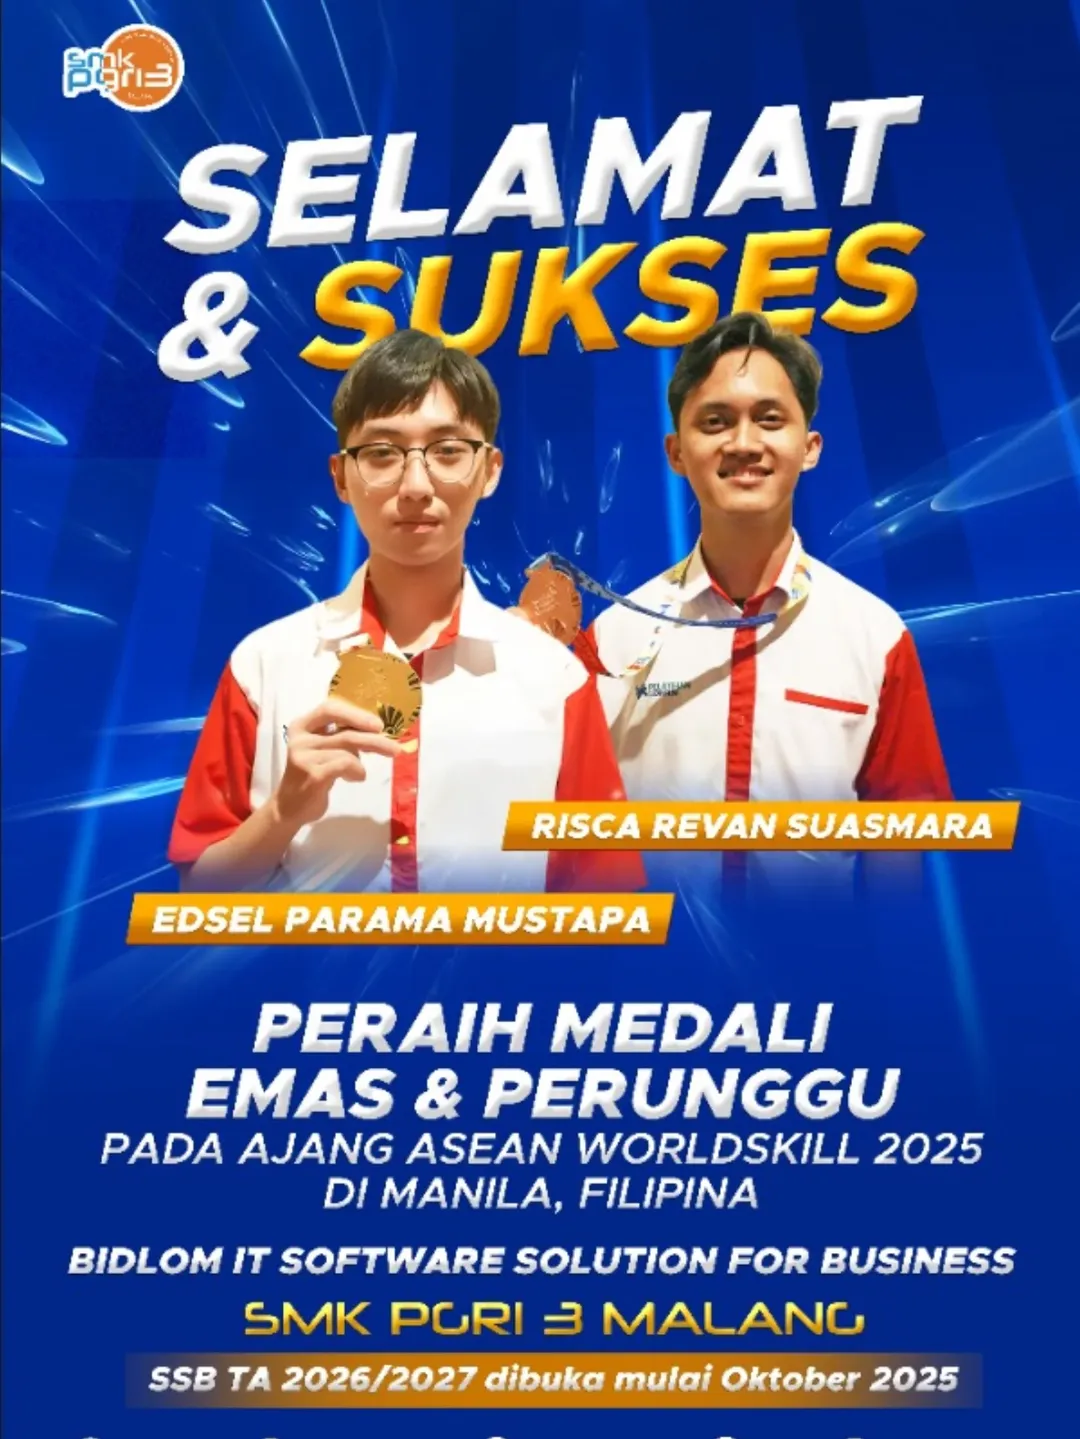 smk
PGRI 3
SELAMAT
& SUKSES
RISCA REVAN SUASMARA
EDSEL PARAMA MUSTAPA
PERAIH MEDALI
EMAS & PERUNGGU
PADA AJANG ASEAN WORLDSKILL 2025
DI MANILA, FILIPINA
BIDLOM IT SOFTWARE SOLUTION FOR BUSINESS
SMK PGRI 3 MALANG
SSB TA 2026/2027 dibuka mulai Oktober 2025